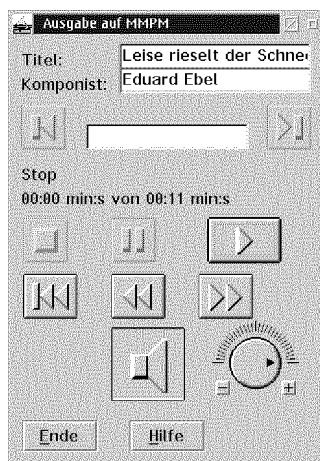 Ausgabe auf MMPM
Titel: Leise rieselt der Schnee
Komponist: Eduard Ebel
Stop
00:00 min:s von 00:11 min:s
Ende Hilfe